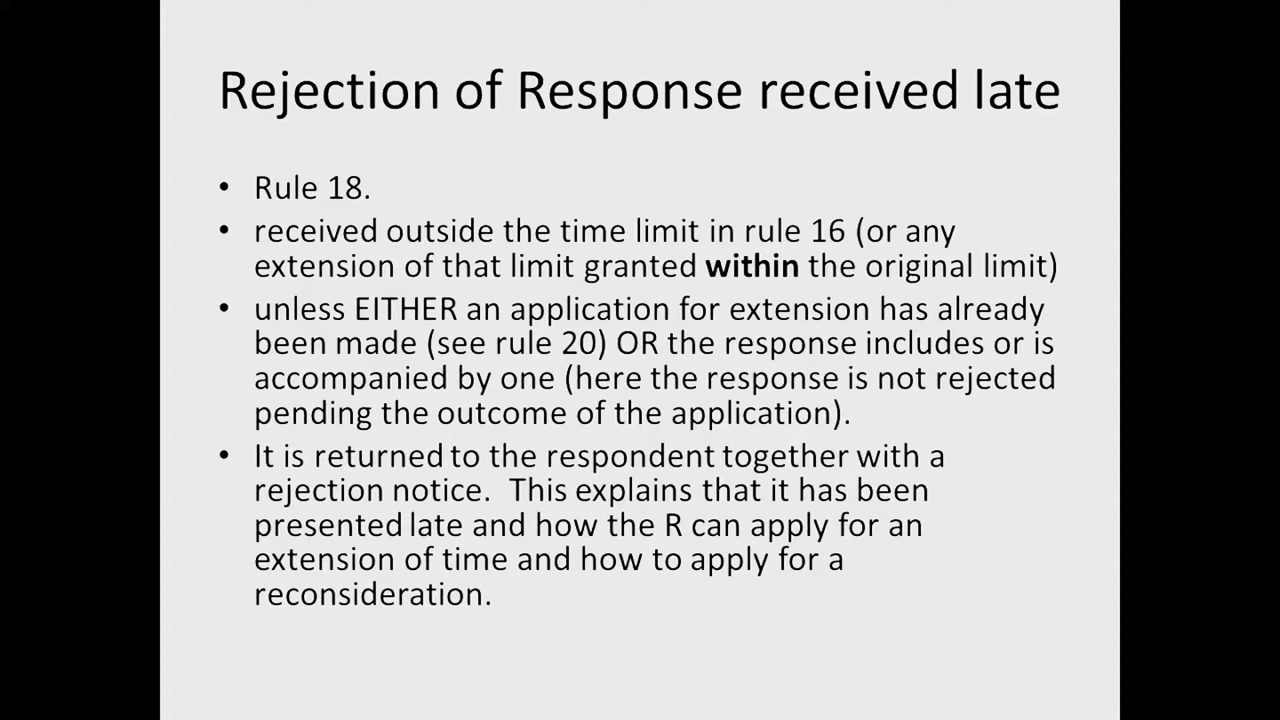 Rejection of Response received late
• Rule 18.
• received outside the time limit in rule 16 (or any
extension of that limit granted within the original limit)
• unless EITHER an application for extension has already
been made (see rule 20) OR the response includes or is
accompanied by one (here the response is not rejected
pending the outcome of the application).
• It is returned to the respondent together with a
rejection notice.  This explains that it has been
presented late and how the R can apply for an
extension of time and how to apply for a
reconsideration.